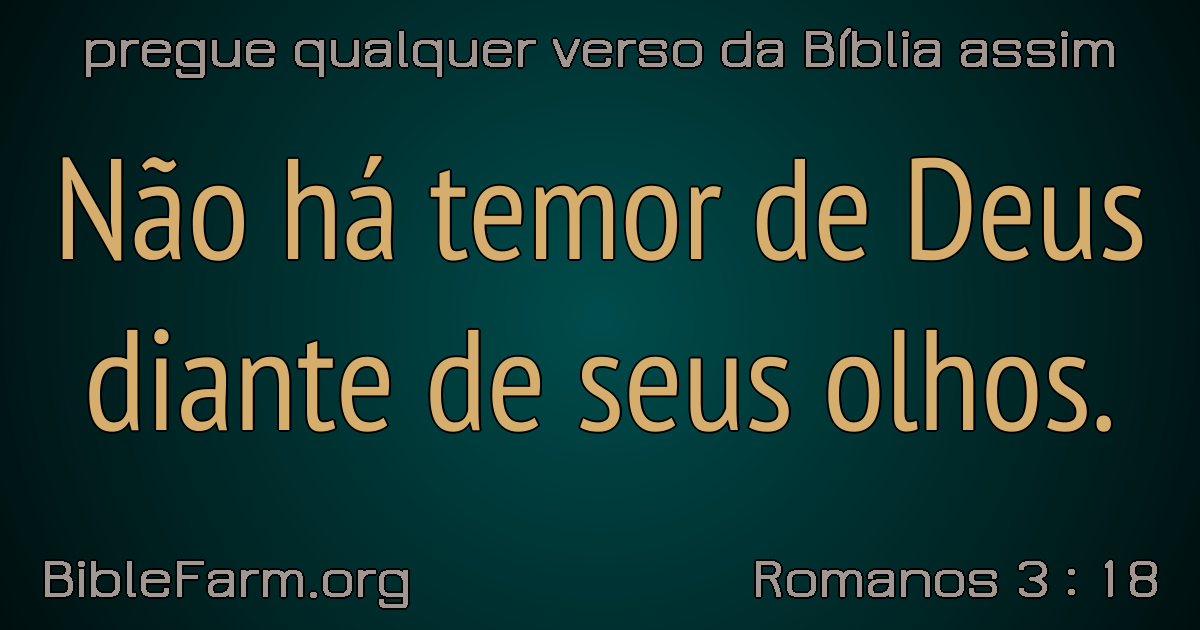 pregue qualquer verso da Bíblia assim
Não há temor de Deus
diante de seus olhos.
BibleFarm.org
Romanos 3 : 18